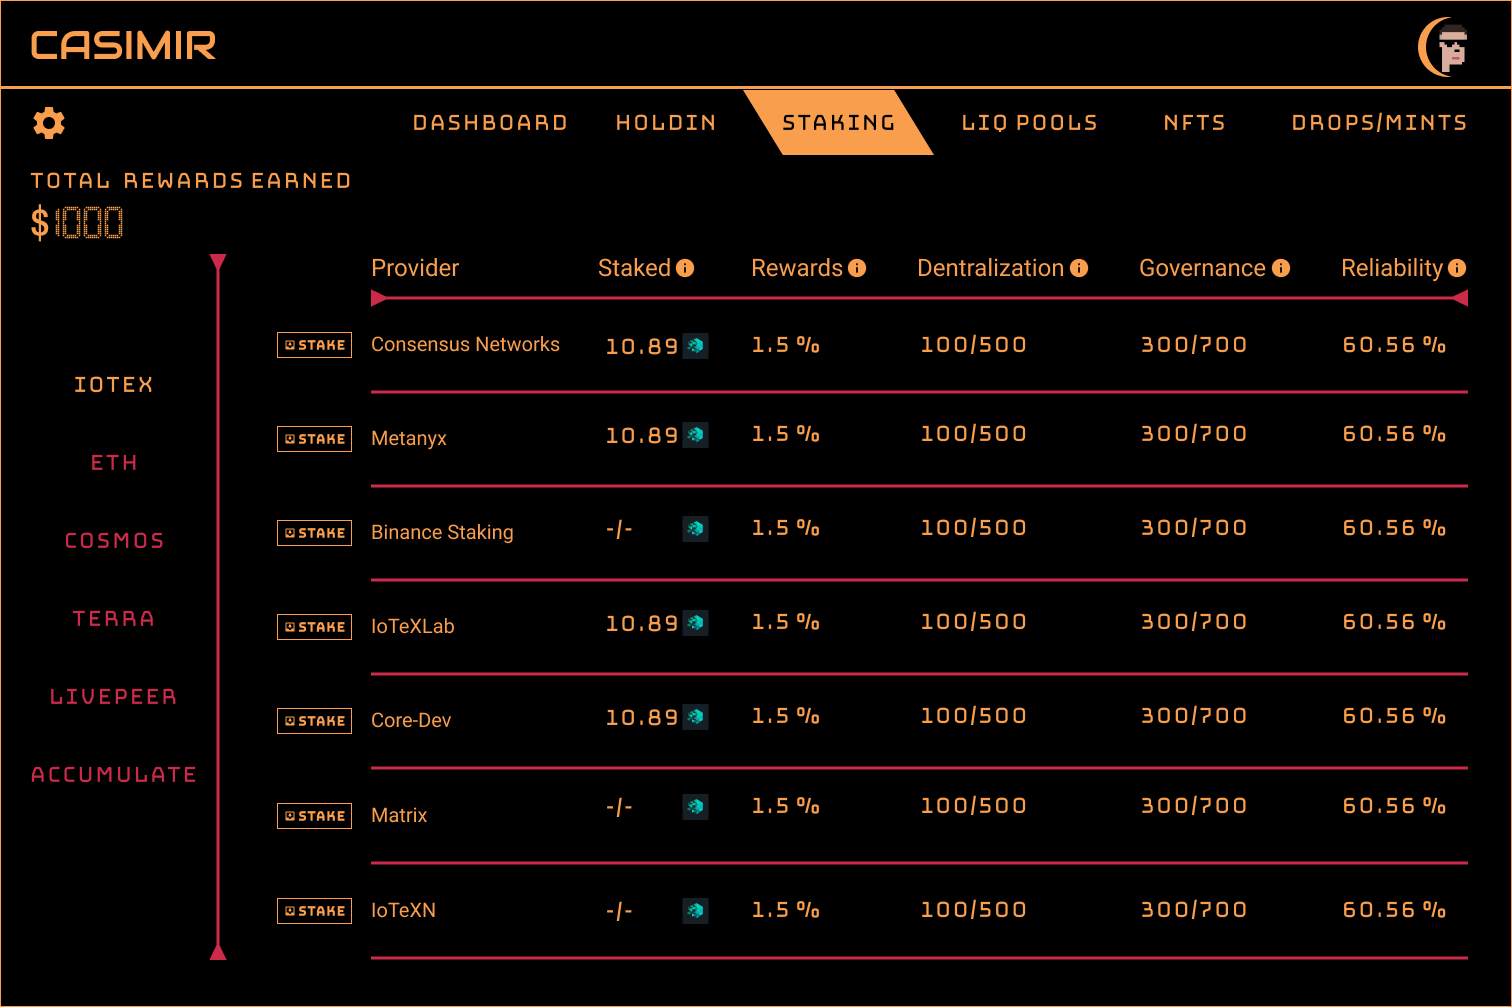 CASIMIR
DASHBOARD HOLDIN STAKING LIQ POOLS NFTS DROPS/MINTS
TOTAL REWARDS EARNED
$1000
Provider Staked Rewards Dentralization Governance Reliability
STAKE Consensus Networks 10.89 1.5 % 100/500 300/700 60.56 %
IOTEX
STAKE Metanyx 10.89 1.5 % 100/500 300/700 60.56 %
ETH
STAKE Binance Staking -/- 1.5 % 100/500 300/700 60.56 %
COSMOS
STAKE IoTeXLab 10.89 1.5 % 100/500 300/700 60.56 %
TERRA
LIVEPEER
STAKE Core-Dev 10.89 1.5 % 100/500 300/700 60.56 %
ACCUMULATE
STAKE Matrix -/- 1.5 % 100/500 300/700 60.56 %
STAKE IoTeXN -/- 1.5 % 100/500 300/700 60.56 %